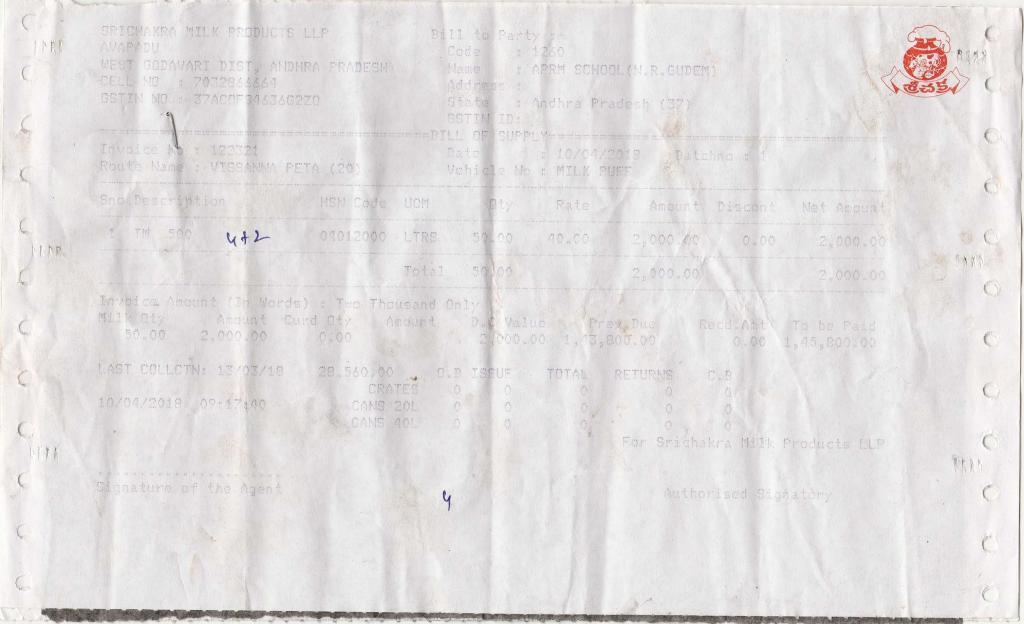 SRICHAKRA MILK PRODUCTS LLP
AVAPADU
WEST GODAVARI DIST, ANDHRA PRADESH
CELL NO : 7032866664
GSTIN NO :
Bill to Party :-
Code : 1260
Name : APRM SCHOOL(N.R.GUDEM)
Address :
State : Andhra Pradesh (37)
GSTIN ID:
శ్రీచక్ర
BILL OF SUPPLY
Invoice No : 122321 Date : 10/04/2018 Batchno : 1
Route Name : VISSANNA PETA (20) Vehicle No : MILK PUFF
Sno Description HSN Code UOM Qty Rate Amount Discont Net Amount
1 TM 500 4+2 04012000 LTRS 50.00 40.00 2,000.00 0.00 2,000.00
Total 50.00 2,000.00 2,000.00
Invoice Amount (In Words) : Two Thousand Only
Milk Qty Amount Curd Qty Amount D.C Value Prev.Due Recd.Amt To be Paid
50.00 2,000.00 0.00 2,000.00 1,43,800.00 0.00 1,45,800.00
LAST COLLCTN: 13/03/18 28,560.00 O.B ISSUE TOTAL RETURNS C.B
CRATES 0 0 0 0 0
10/04/2018 09:17:40 CANS 20L 0 0 0 0 0
CANS 40L 0 0 0 0 0
For Srichakra Milk Products LLP
Signature of the Agent Authorised Signatory
4